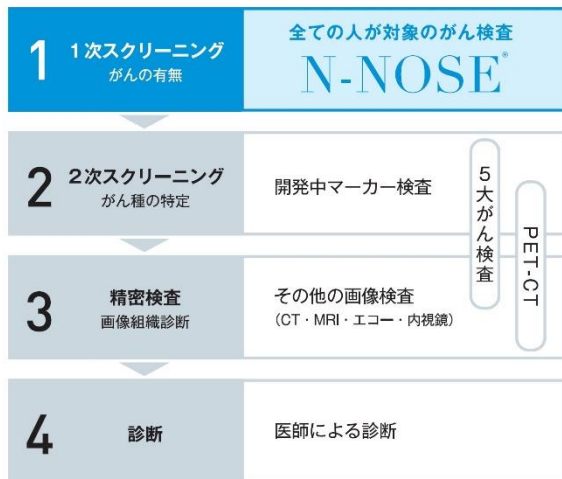 1
1次スクリーニング
がんの有無
全ての人が対象のがん検査
N-NOSE®
2
2次スクリーニング
がん種の特定
開発中マーカー検査
5大がん検査
PET-CT
3
精密検査
画像組織診断
その他の画像検査
(CT・MRI・エコー・内視鏡)
4
診断
医師による診断